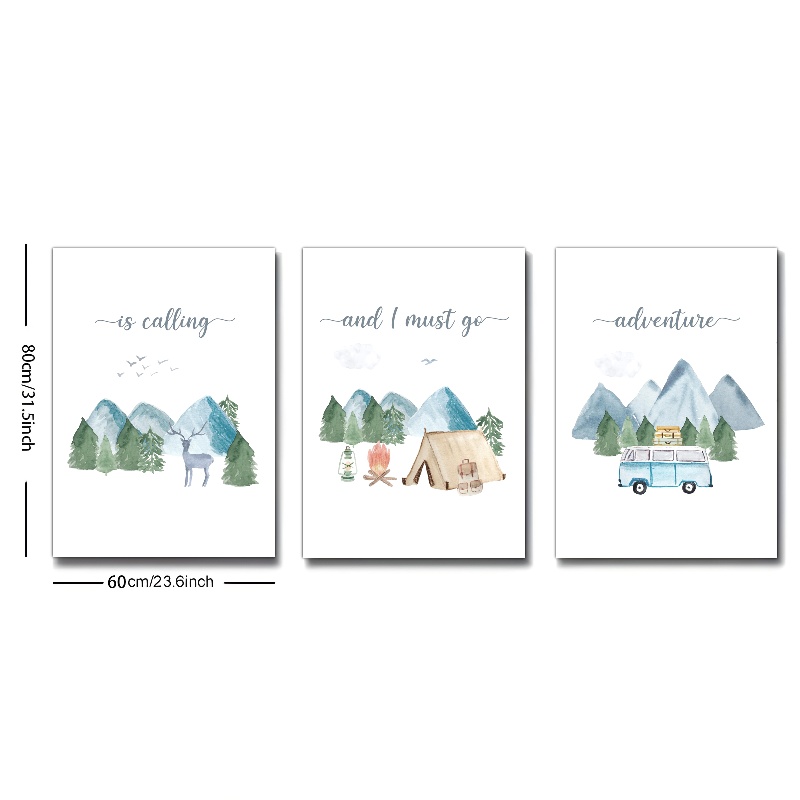 is calling
and I must go
adventure
80cm/31.5inch
60cm/23.6inch